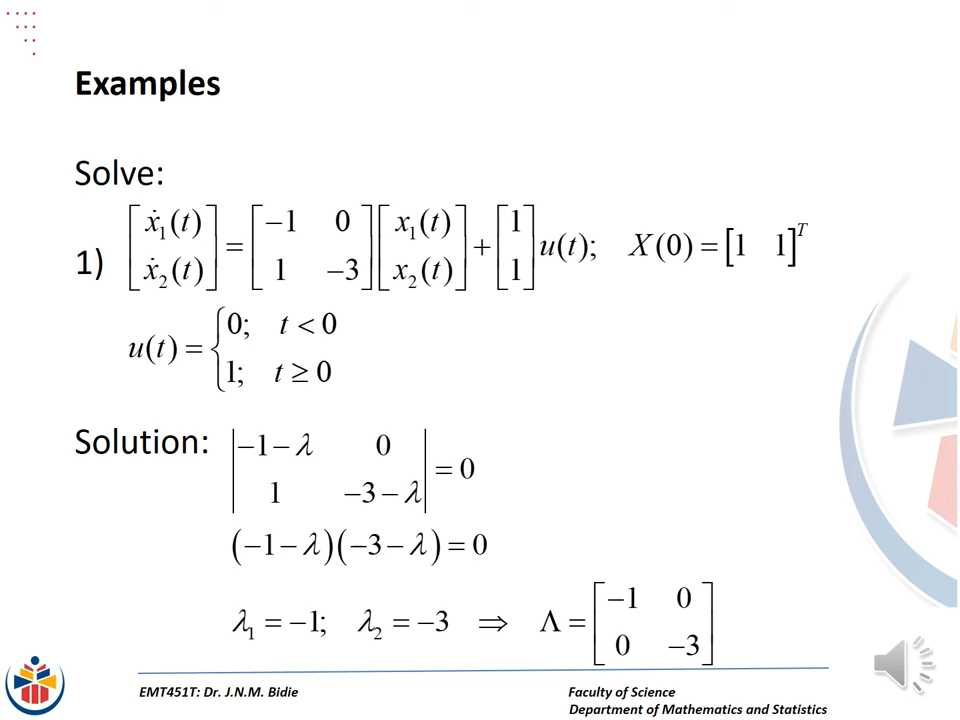 Examples
Solve:
1) [ẋ₁(t); ẋ₂(t)] = [−1 0; 1 −3] [x₁(t); x₂(t)] + [1; 1] u(t); X(0) = [1 1]ᵀ
u(t) = { 0; t < 0
1; t ≥ 0
Solution: |−1−λ 0; 1 −3−λ| = 0
(−1−λ)(−3−λ) = 0
λ₁ = −1; λ₂ = −3 ⇒ Λ = [−1 0; 0 −3]
EMT451T: Dr. J.N.M. Bidie
Faculty of Science
Department of Mathematics and Statistics